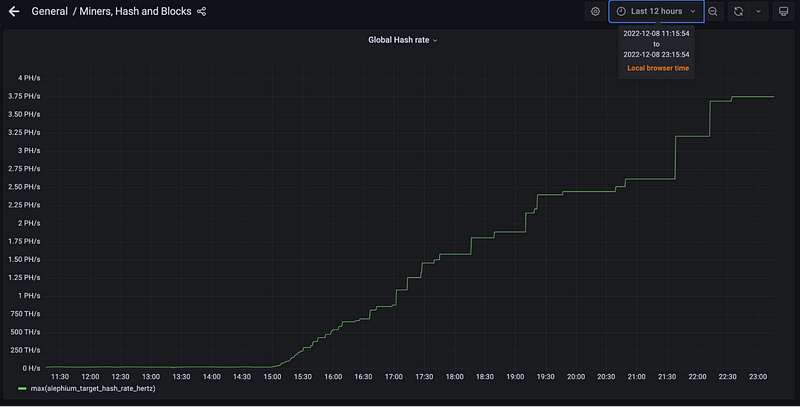 General / Miners, Hash and Blocks
Last 12 hours
2022-12-08 11:15:54
to
2022-12-08 23:15:54
Local browser time
Global Hash rate
4 PH/s
3.75 PH/s
3.50 PH/s
3.25 PH/s
3 PH/s
2.75 PH/s
2.50 PH/s
2.25 PH/s
2 PH/s
1.75 PH/s
1.50 PH/s
1.25 PH/s
1 PH/s
750 TH/s
500 TH/s
250 TH/s
0 H/s
11:30 12:00 12:30 13:00 13:30 14:00 14:30 15:00 15:30 16:00 16:30 17:00 17:30 18:00 18:30 19:00 19:30 20:00 20:30 21:00 21:30 22:00 22:30 23:00
max(alephium_target_hash_rate_hertz)